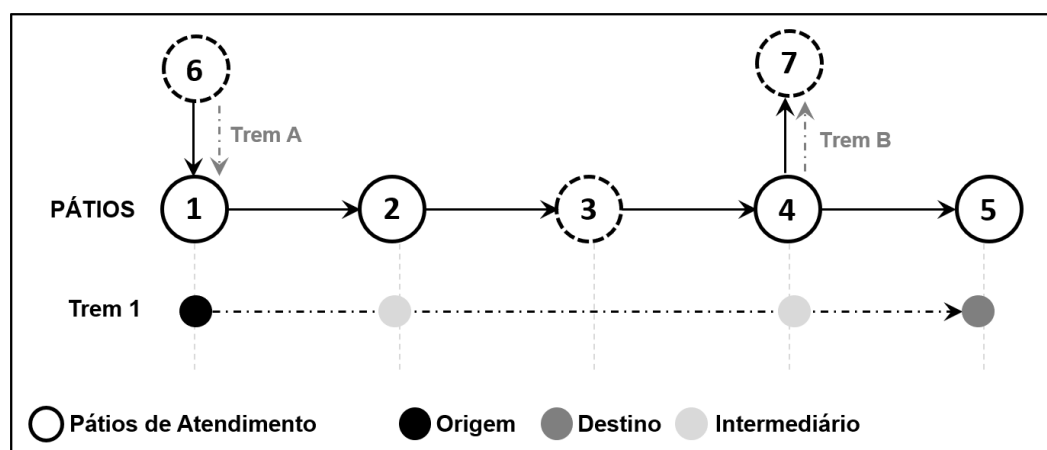 6
7
Trem A
Trem B
PÁTIOS
1
2
3
4
5
Trem 1
Pátios de Atendimento
Origem
Destino
Intermediário